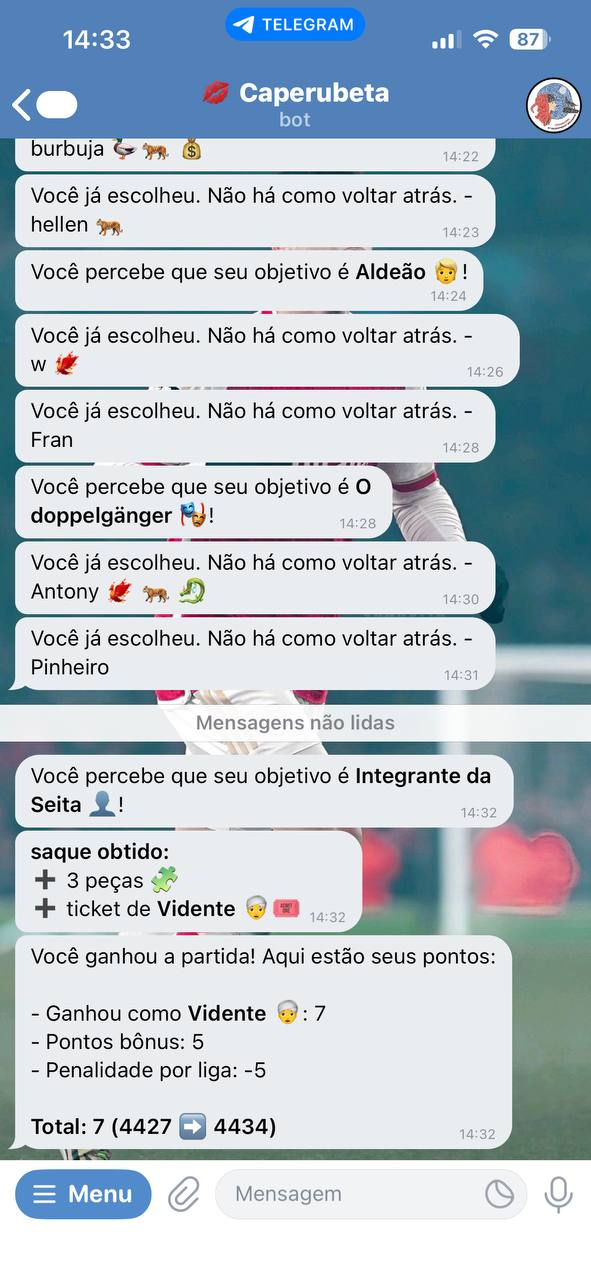 14:33
TELEGRAM
87
💋 Caperubeta
bot
burbuja 🦆 🐅 💰
14:22
Você já escolheu. Não há como voltar atrás. -
hellen 🐅
14:23
Você percebe que seu objetivo é Aldeão 👱!
14:24
Você já escolheu. Não há como voltar atrás. -
w 🐦‍🔥
14:26
Você já escolheu. Não há como voltar atrás. -
Fran
14:28
Você percebe que seu objetivo é O
doppelgänger 🎭!
14:28
Você já escolheu. Não há como voltar atrás. -
Antony 🐦‍🔥 🐅 🐉
14:30
Você já escolheu. Não há como voltar atrás. -
Pinheiro
14:31
Mensagens não lidas
Você percebe que seu objetivo é Integrante da
Seita 👤!
14:32
saque obtido:
➕ 3 peças 🧩
➕ ticket de Vidente 👳 🎟
14:32
Você ganhou a partida! Aqui estão seus pontos:
- Ganhou como Vidente 👳: 7
- Pontos bônus: 5
- Penalidade por liga: -5
Total: 7 (4427 ➡️ 4434)
14:32
Menu
Mensagem